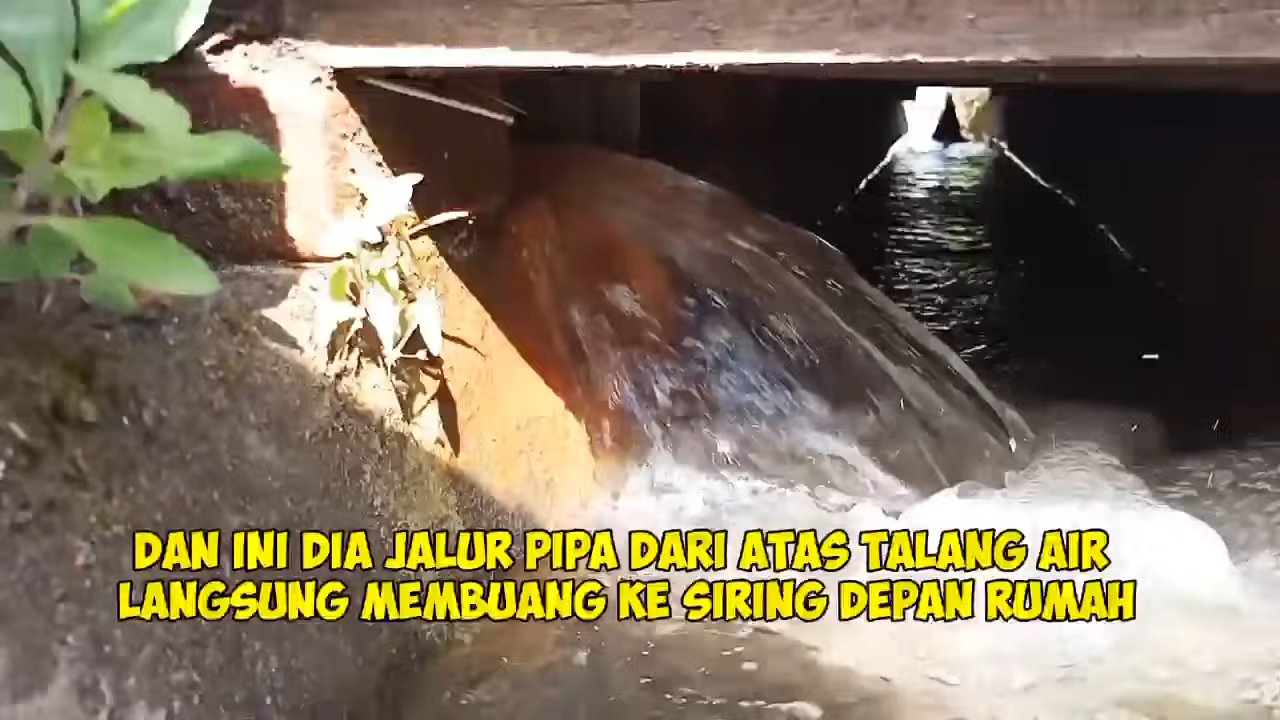 DAN INI DIA JALUR PIPA DARI ATAS TALANG AIR
LANGSUNG MEMBUANG KE SIRING DEPAN RUMAH